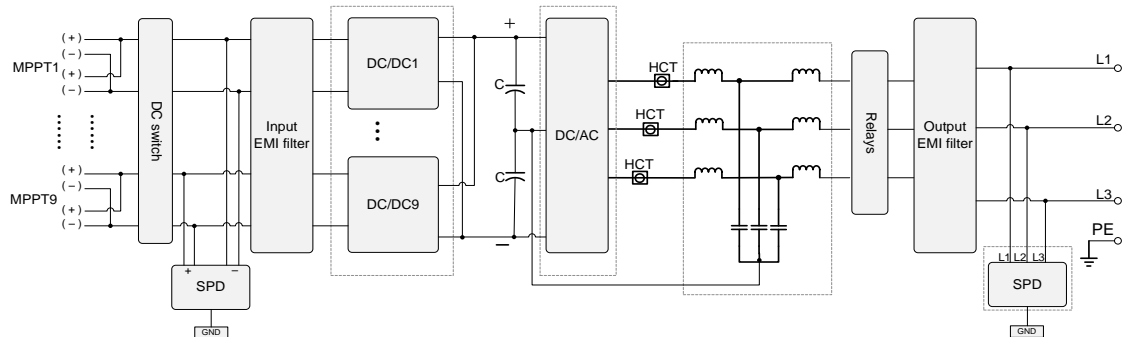 MPPT1
(+)
(−)
(+)
(−)
MPPT9
(+)
(−)
(+)
(−)
DC switch
+ −
SPD
GND
Input
EMI filter
DC/DC1
DC/DC9
+
C
C
−
DC/AC
HCT
HCT
HCT
Relays
Output
EMI filter
L1
L2
L3
PE
L1 L2 L3
SPD
GND